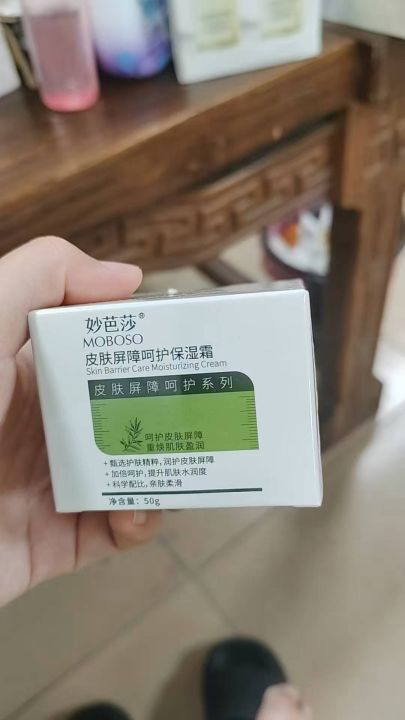 妙芭莎®
MOBOSO
皮肤屏障呵护保湿霜
Skin Barrier Care Moisturizing Cream
皮肤屏障呵护系列
呵护皮肤屏障
重焕肌肤盈润
+ 甄选护肤精粹，润护皮肤屏障
+ 加倍呵护，提升肌肤水润度
+ 科学配比，亲肤柔滑
净含量：50g